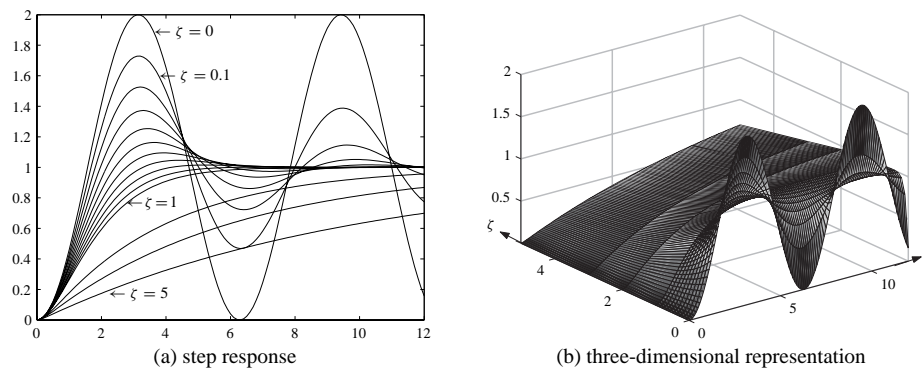 2
1.8
1.6
1.4
1.2
1
0.8
0.6
0.4
0.2
0
0 2 4 6 8 10 12
← ζ = 0
← ζ = 0.1
← ζ = 1
← ζ = 5
(a) step response
2
1.5
1
0.5
ζ
4
2
0
0
5
10
(b) three-dimensional representation